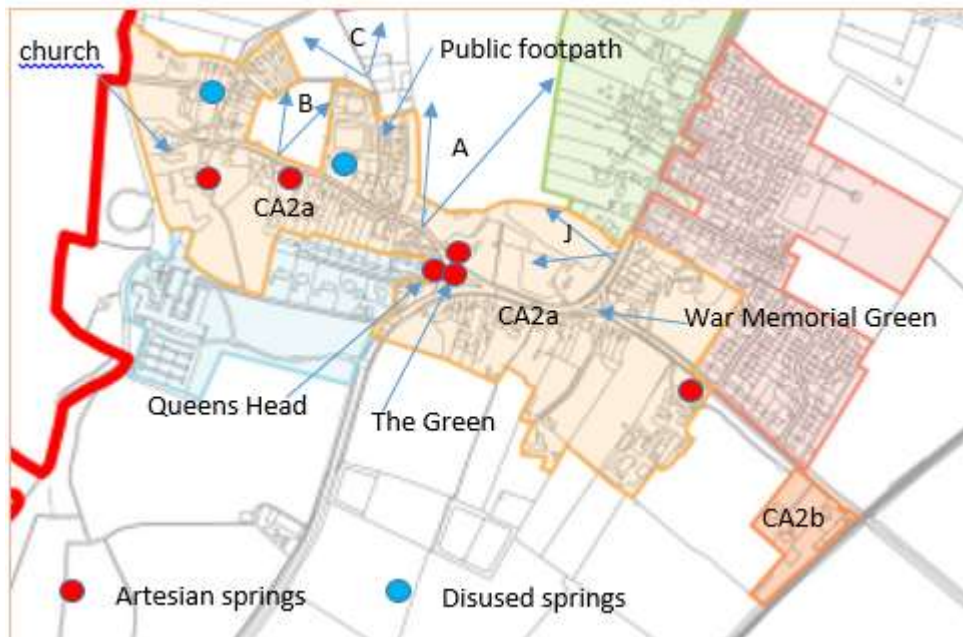 C
church
Public footpath
B
A
CA2a
J
CA2a
War Memorial Green
Queens Head
The Green
CA2b
Artesian springs
Disused springs